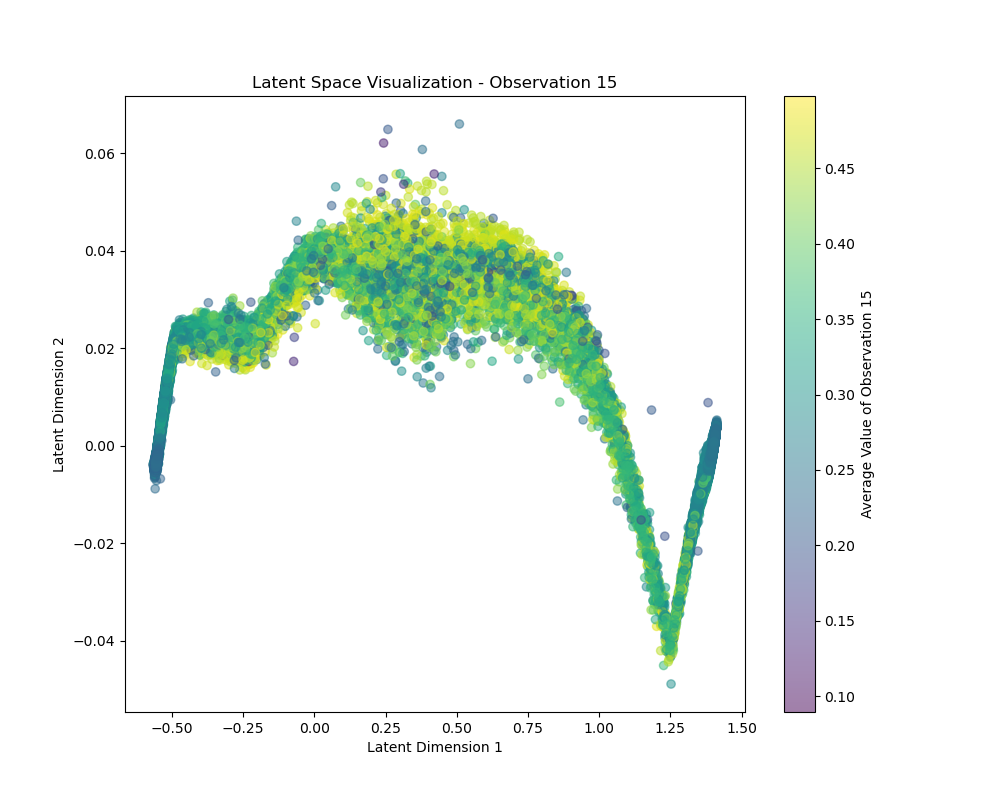 Latent Space Visualization - Observation 15
Latent Dimension 2
0.06
0.04
0.02
0.00
−0.02
−0.04
−0.50 −0.25 0.00 0.25 0.50 0.75 1.00 1.25 1.50
Latent Dimension 1
0.45
0.40
0.35
0.30
0.25
0.20
0.15
0.10
Average Value of Observation 15